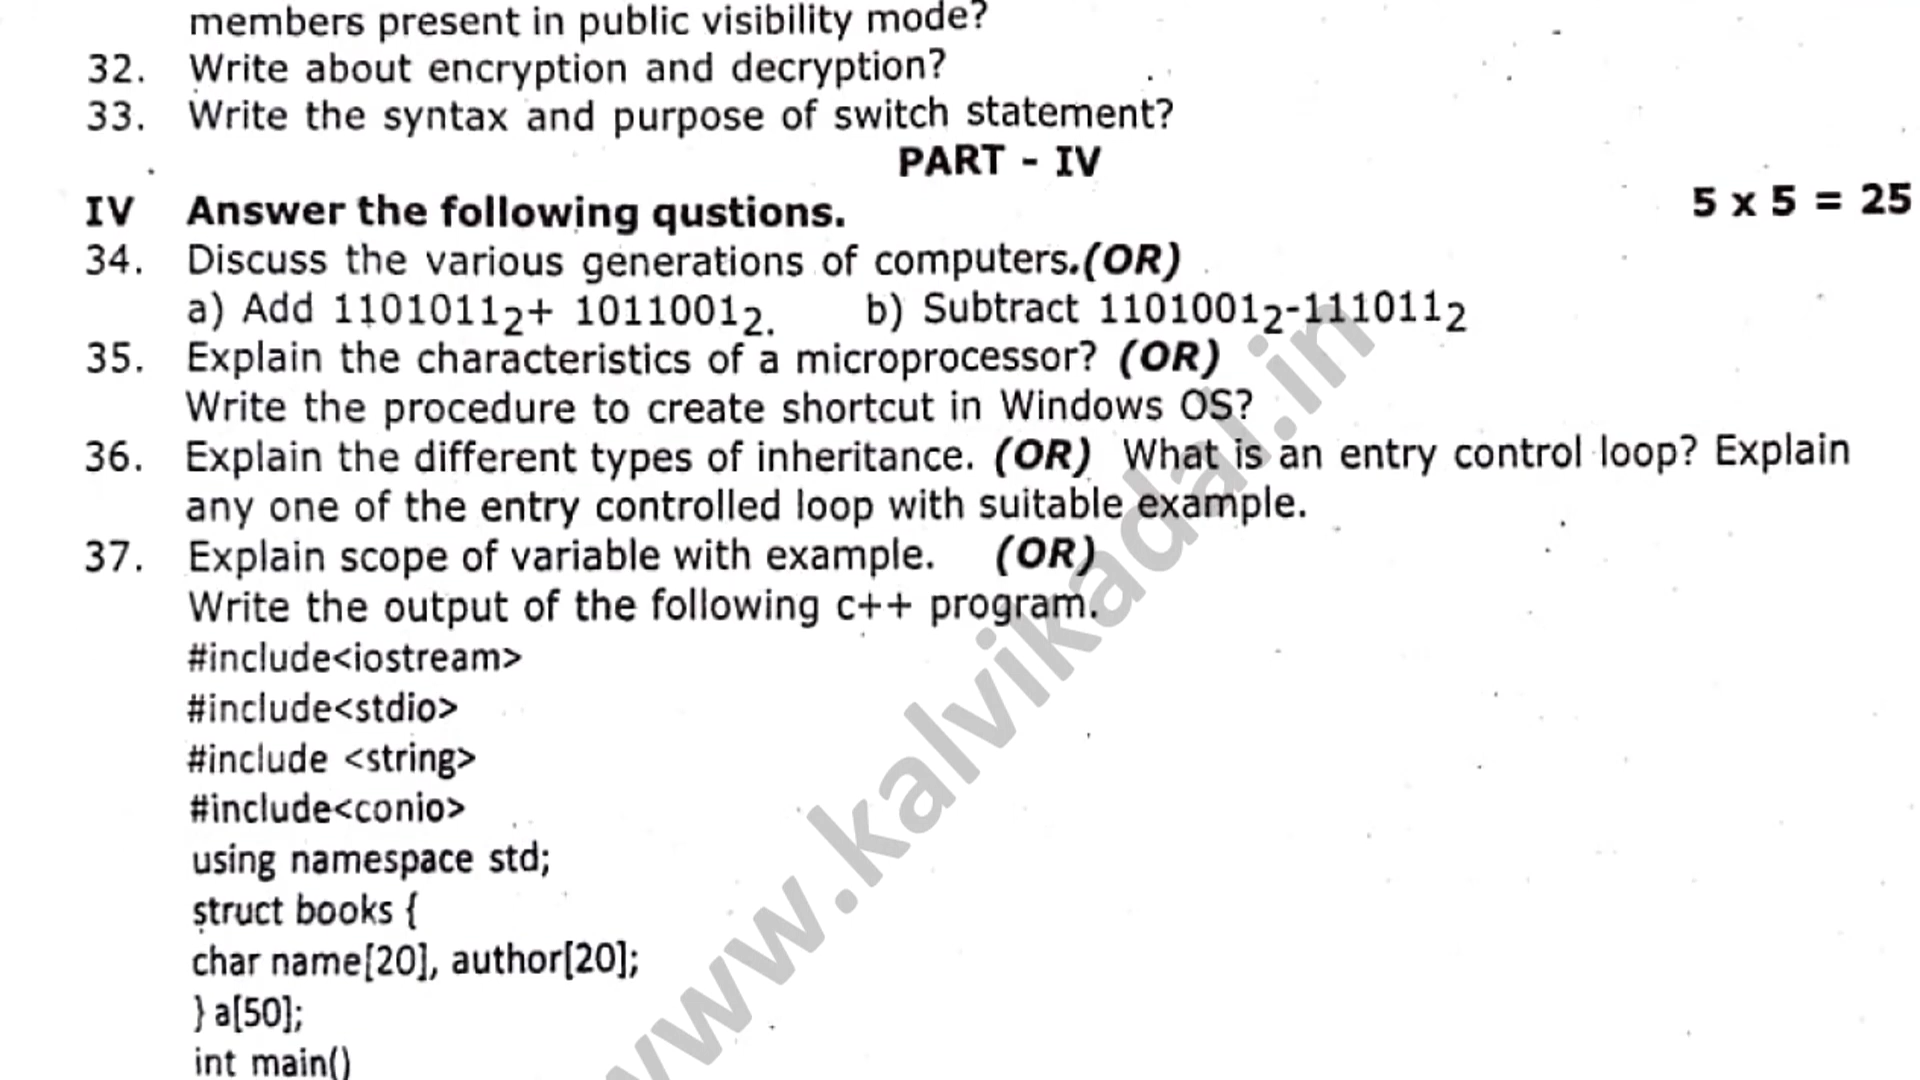 members present in public visibility mode?
32. Write about encryption and decryption?
33. Write the syntax and purpose of switch statement?
PART - IV
IV Answer the following qustions. 5 x 5 = 25
34. Discuss the various generations of computers.(OR)
a) Add 1101011₂+ 1011001₂. b) Subtract 1101001₂-111011₂
35. Explain the characteristics of a microprocessor? (OR)
Write the procedure to create shortcut in Windows OS?
36. Explain the different types of inheritance. (OR) What is an entry control loop? Explain
any one of the entry controlled loop with suitable example.
37. Explain scope of variable with example. (OR)
Write the output of the following c++ program.
#include<iostream>
#include<stdio>
#include <string>
#include<conio>
using namespace std;
struct books {
char name[20], author[20];
} a[50];
int main()
www.kalvikadal.in